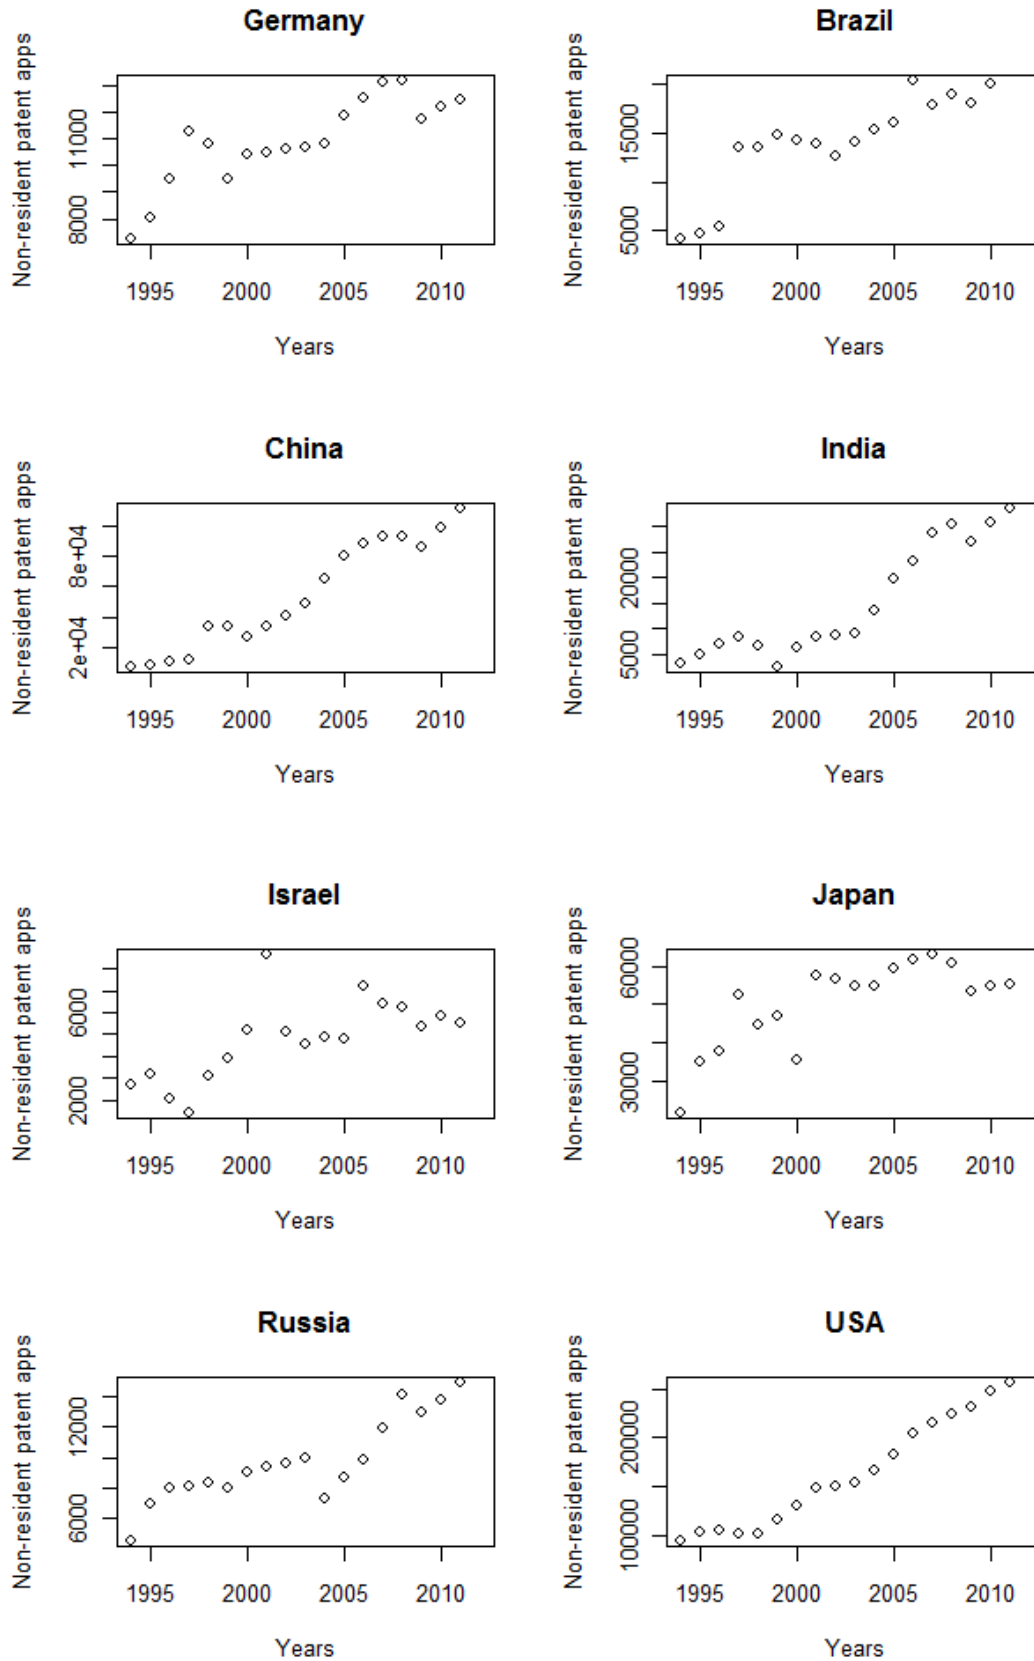 Germany
Non-resident patent apps
11000
8000
1995 2000 2005 2010
Years
Brazil
Non-resident patent apps
15000
5000
1995 2000 2005 2010
Years
China
Non-resident patent apps
8e+04
2e+04
1995 2000 2005 2010
Years
India
Non-resident patent apps
20000
5000
1995 2000 2005 2010
Years
Israel
Non-resident patent apps
6000
2000
1995 2000 2005 2010
Years
Japan
Non-resident patent apps
60000
30000
1995 2000 2005 2010
Years
Russia
Non-resident patent apps
12000
6000
1995 2000 2005 2010
Years
USA
Non-resident patent apps
200000
100000
1995 2000 2005 2010
Years